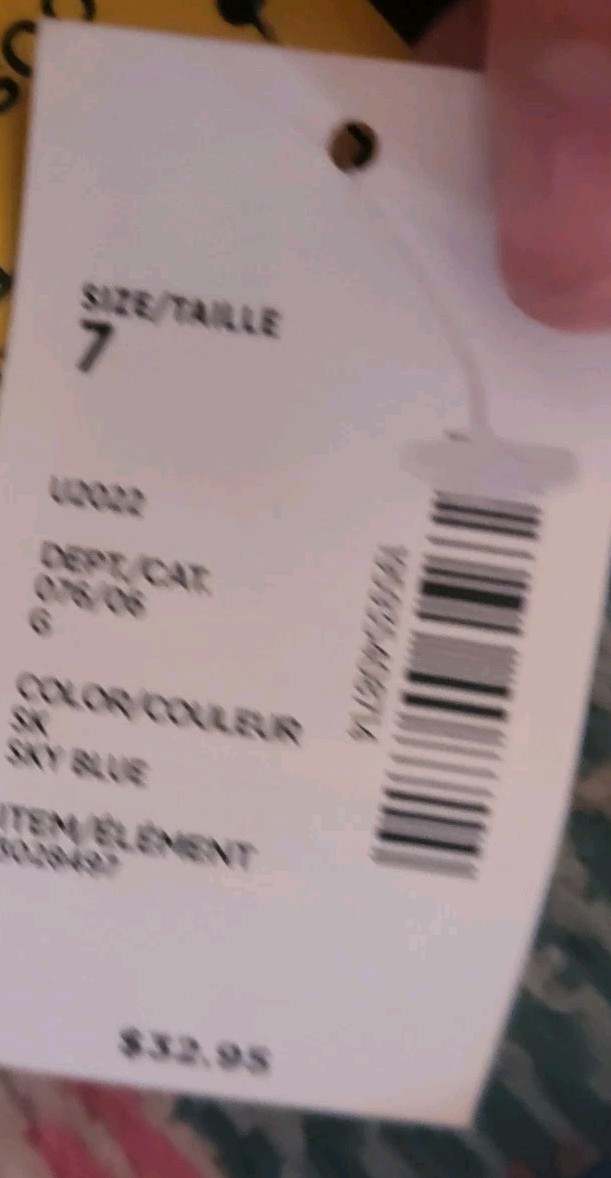 SIZE/TAILLE
7
U2022
DEPT./CAT.
076/06
G
COLOR/COULEUR
SK
SKY BLUE
ITEM/ÉLÉMENT
$32.95